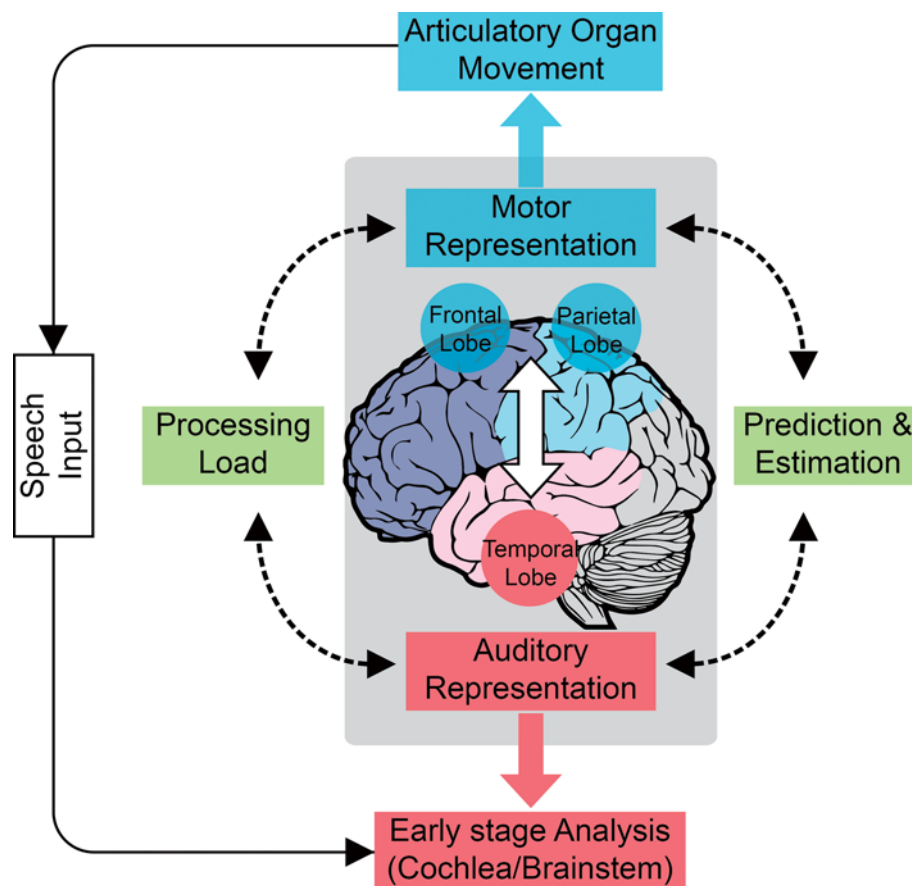 Articulatory Organ
Movement
Motor
Representation
Frontal
Lobe
Parietal
Lobe
Speech
Input
Processing
Load
Prediction &
Estimation
Temporal
Lobe
Auditory
Representation
Early stage Analysis
(Cochlea/Brainstem)